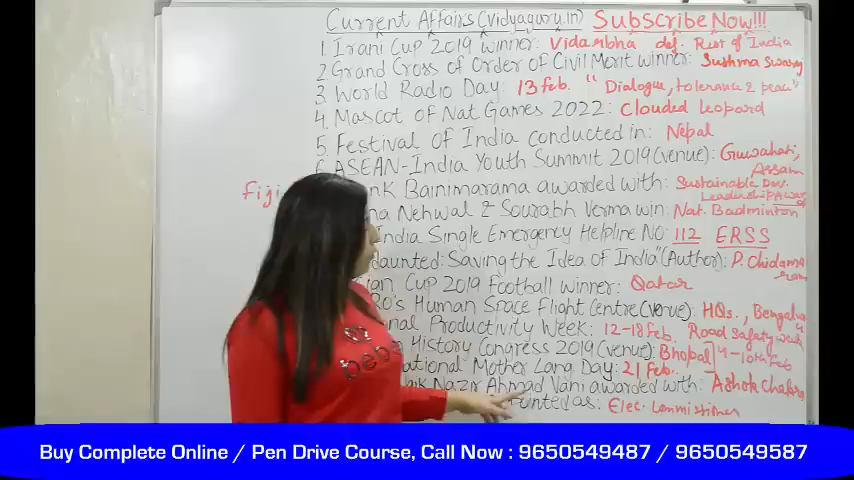 Current Affairs (Vidyaguru.in) Subscribe Now!!!
1. Irani Cup 2019 winner: Vidarbha def. Rest of India
2. Grand Cross of Order of Civil Merit winner: Sushma Swaraj
3. World Radio Day: 13 Feb. "Dialogue, tolerance & peace"
4. Mascot of Nat Games 2022: Clouded Leopard
5. Festival of India conducted in: Nepal
6. ASEAN-India Youth Summit 2019 (venue): Guwahati, Assam
Fiji nk Bainimarama awarded with: Sustainable Dev. Leadership Award
na Nehwal & Sourabh Verma win: Nat. Badminton
India Single Emergency Helpline No: 112 ERSS
daunted: Saving the Idea of India" (Author): P. Chidamaram
ian Cup 2019 Football winner: Qatar
RO's Human Space Flight Centre (venue): HQs., Bengalu
nal Productivity Week: 12-18 Feb. Road Safety week
History Congress 2019 (venue): Bhopal 4-10th Feb
ational Mother Lang Day: 21 Feb.
aik Nazir Ahmad Vani awarded with: Ashok Chakra
ointed as: Elec. Commissioner
beba
Buy Complete Online / Pen Drive Course, Call Now : 9650549487 / 9650549587